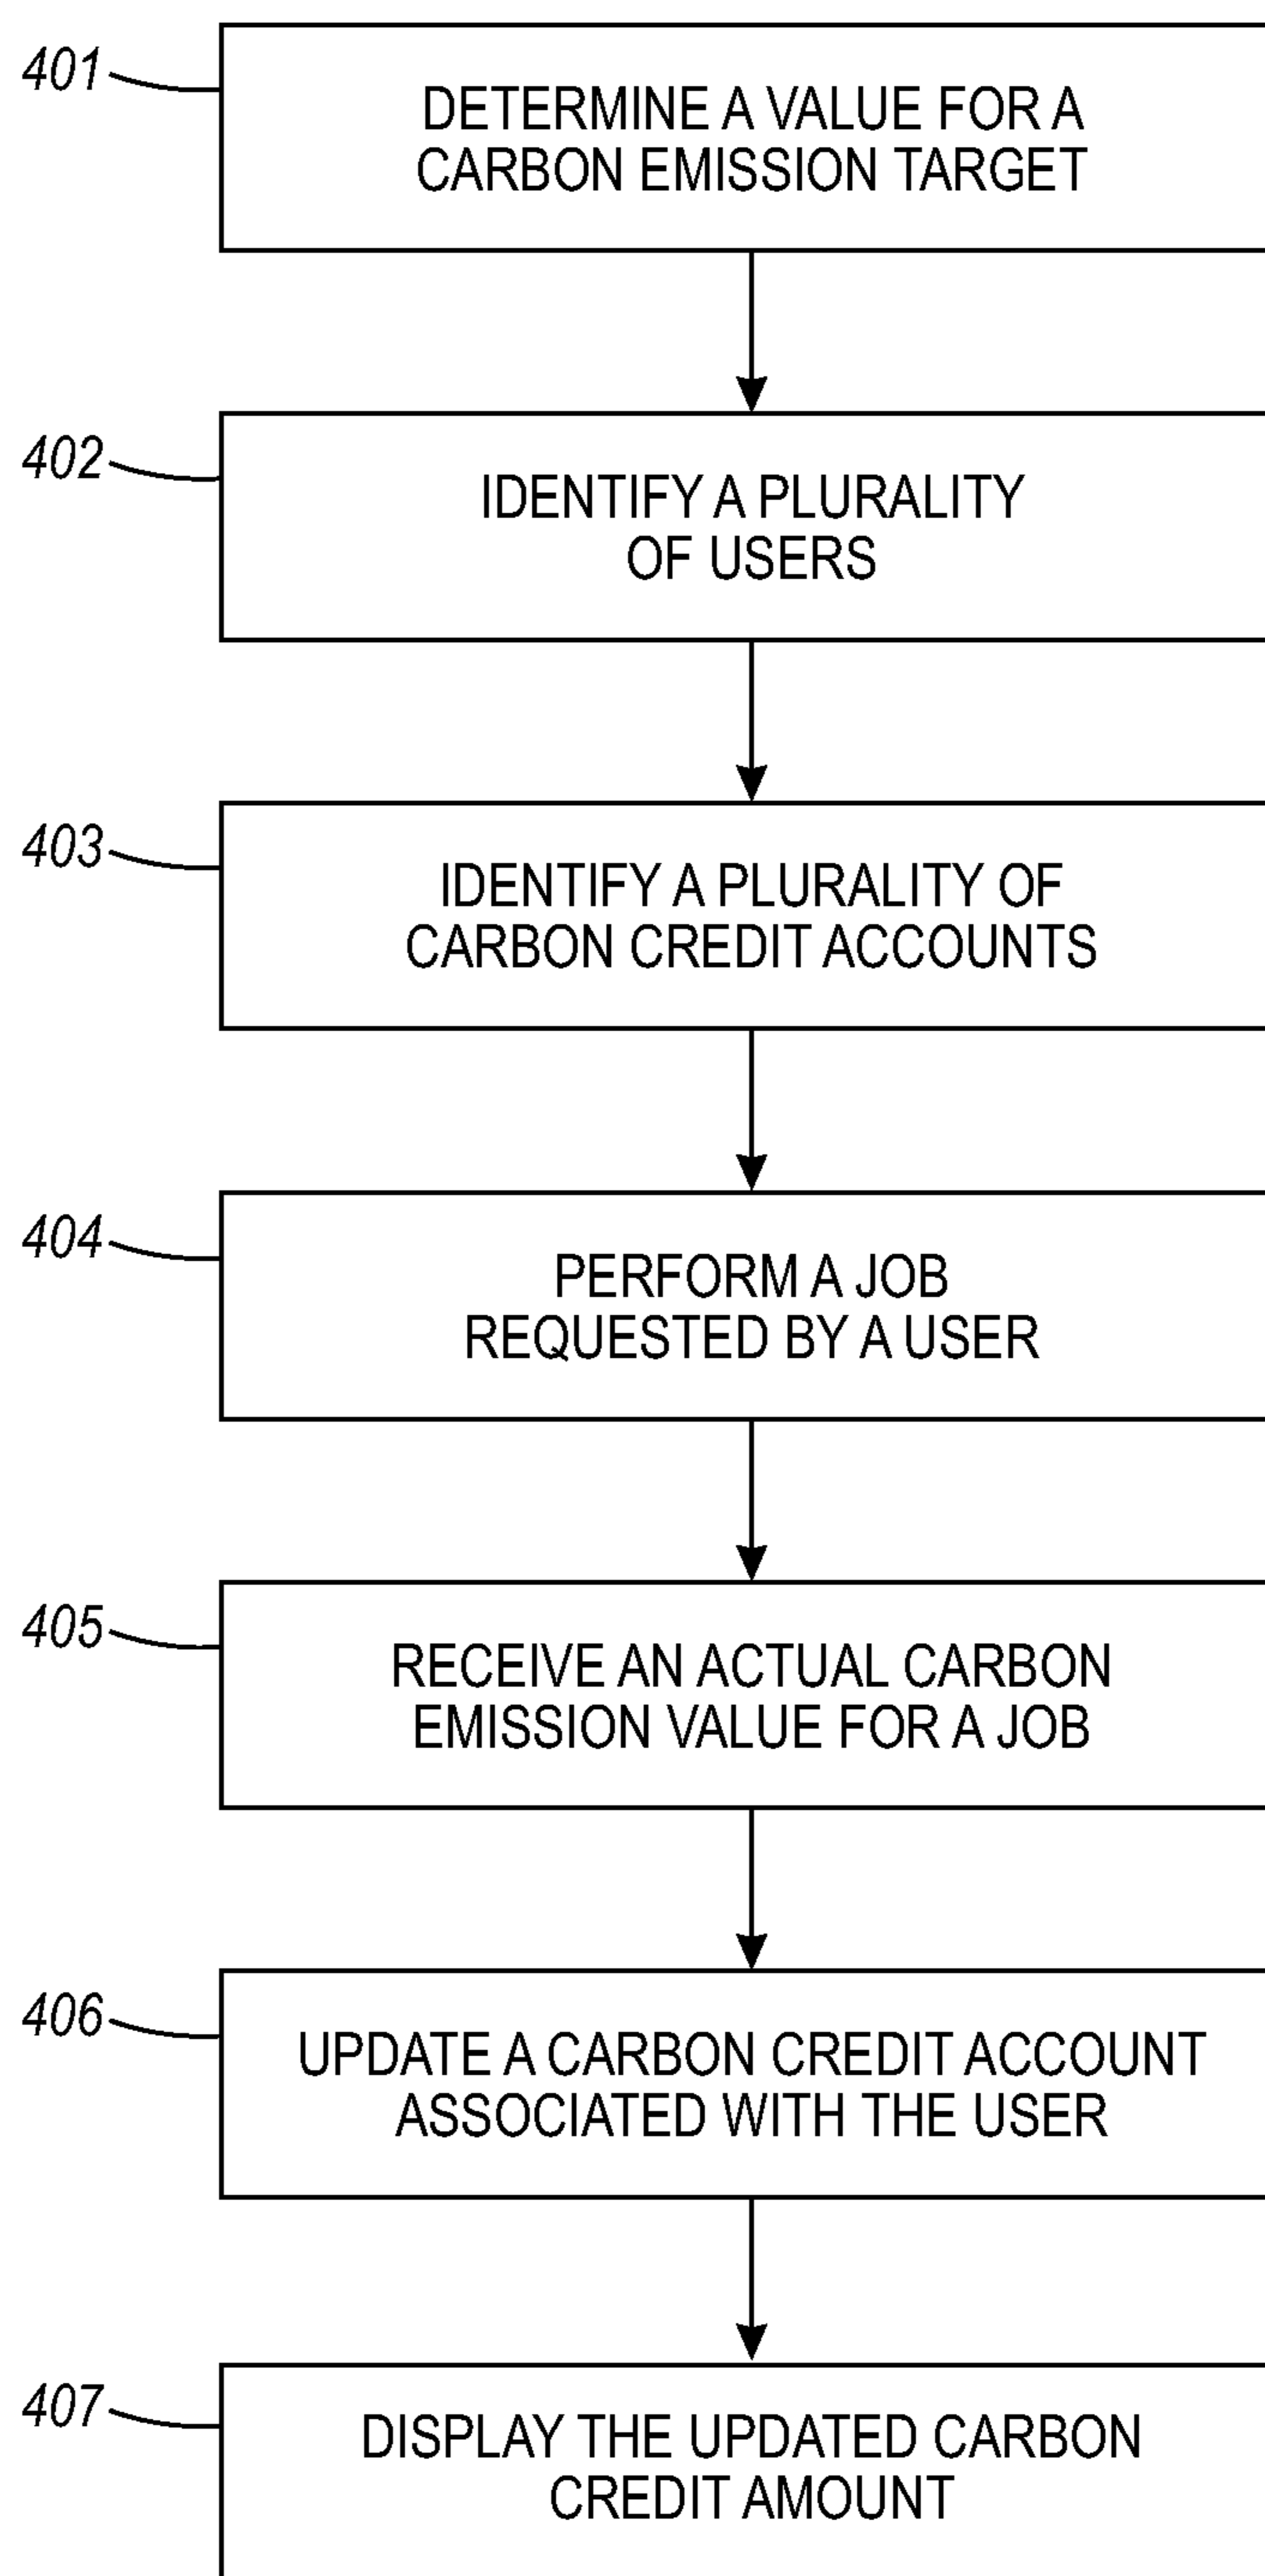 401
DETERMINE A VALUE FOR A
CARBON EMISSION TARGET
402
IDENTIFY A PLURALITY
OF USERS
403
IDENTIFY A PLURALITY OF
CARBON CREDIT ACCOUNTS
404
PERFORM A JOB
REQUESTED BY A USER
405
RECEIVE AN ACTUAL CARBON
EMISSION VALUE FOR A JOB
406
UPDATE A CARBON CREDIT ACCOUNT
ASSOCIATED WITH THE USER
407
DISPLAY THE UPDATED CARBON
CREDIT AMOUNT